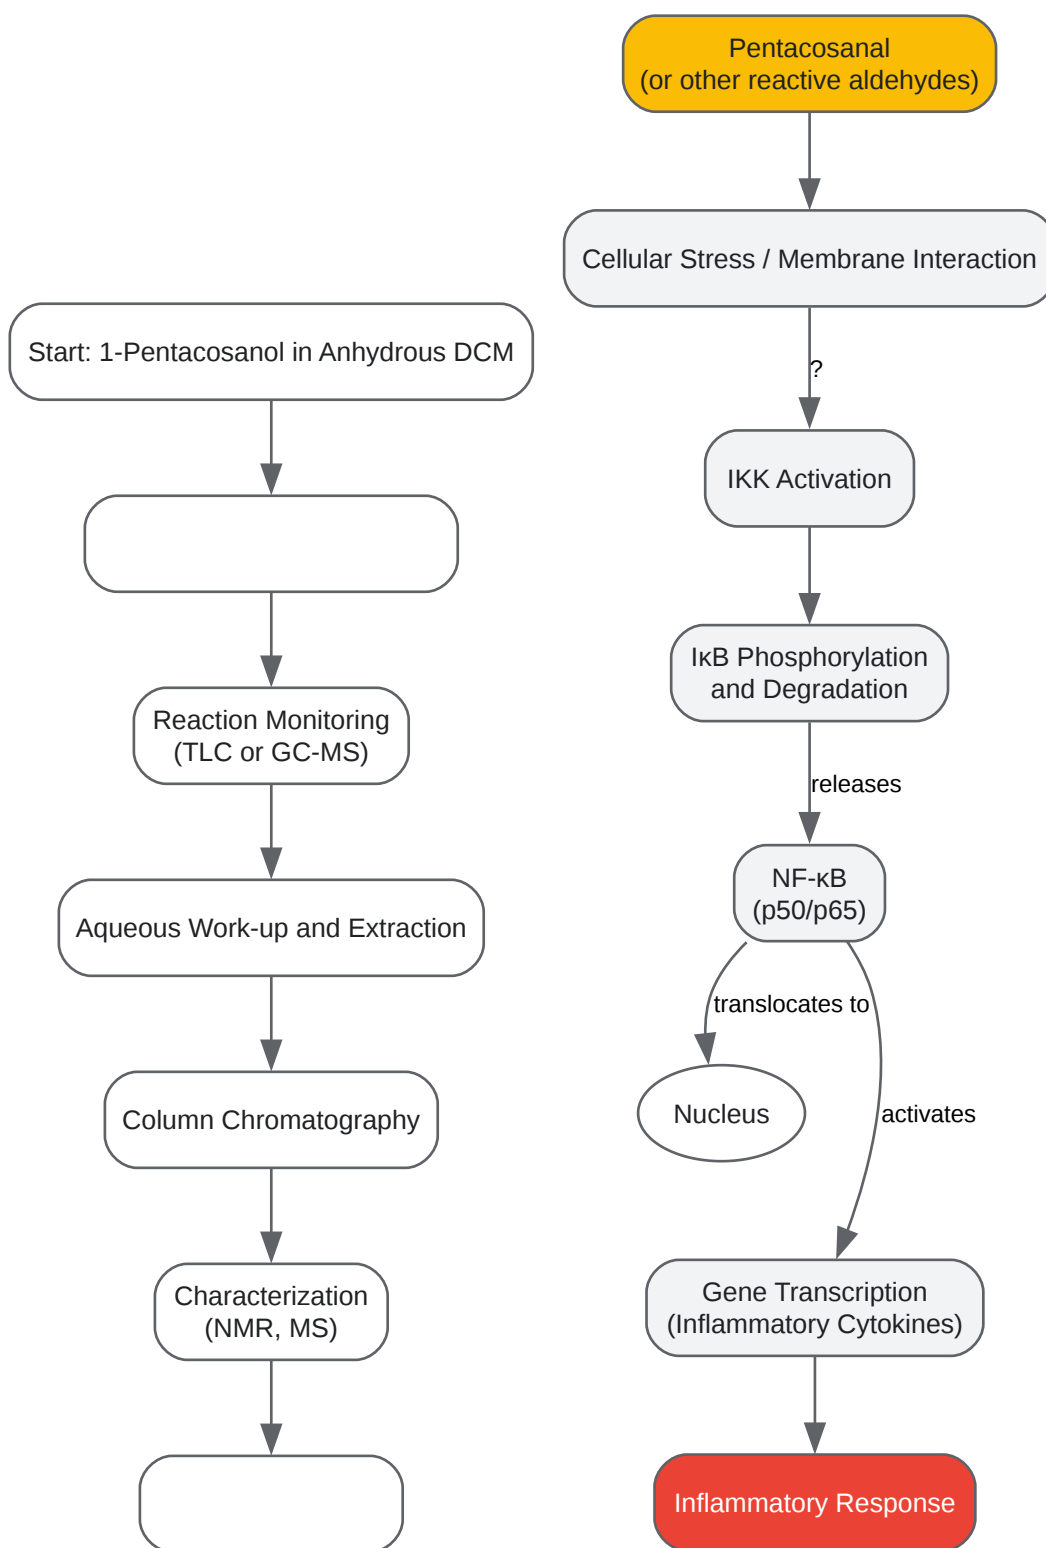 Start: 1-Pentacosanol in Anhydrous DCM
Reaction Monitoring
(TLC or GC-MS)
Aqueous Work-up and Extraction
Column Chromatography
Characterization
(NMR, MS)
Pentacosanal
(or other reactive aldehydes)
Cellular Stress / Membrane Interaction
?
IKK Activation
IκB Phosphorylation
and Degradation
releases
NF-κB
(p50/p65)
translocates to
Nucleus
activates
Gene Transcription
(Inflammatory Cytokines)
Inflammatory Response